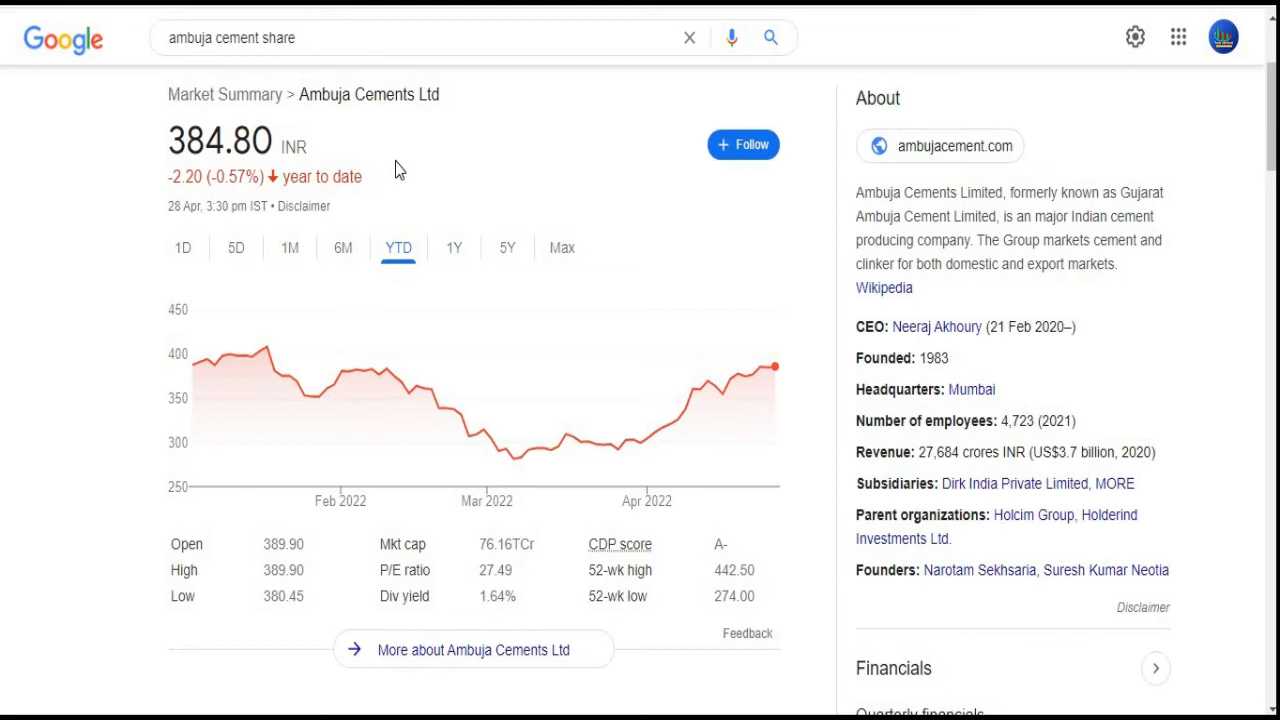 Google
ambuja cement share
Market Summary > Ambuja Cements Ltd
384.80 INR
+ Follow
-2.20 (-0.57%) ↓ year to date
28 Apr, 3:30 pm IST • Disclaimer
1D 5D 1M 6M YTD 1Y 5Y Max
450
400
350
300
250
Feb 2022 Mar 2022 Apr 2022
Open 389.90 Mkt cap 76.16TCr CDP score A-
High 389.90 P/E ratio 27.49 52-wk high 442.50
Low 380.45 Div yield 1.64% 52-wk low 274.00
Feedback
More about Ambuja Cements Ltd
About
ambujacement.com
Ambuja Cements Limited, formerly known as Gujarat
Ambuja Cement Limited, is an major Indian cement
producing company. The Group markets cement and
clinker for both domestic and export markets.
Wikipedia
CEO: Neeraj Akhoury (21 Feb 2020–)
Founded: 1983
Headquarters: Mumbai
Number of employees: 4,723 (2021)
Revenue: 27,684 crores INR (US$3.7 billion, 2020)
Subsidiaries: Dirk India Private Limited, MORE
Parent organizations: Holcim Group, Holderind
Investments Ltd.
Founders: Narotam Sekhsaria, Suresh Kumar Neotia
Disclaimer
Financials
Quarterly financials